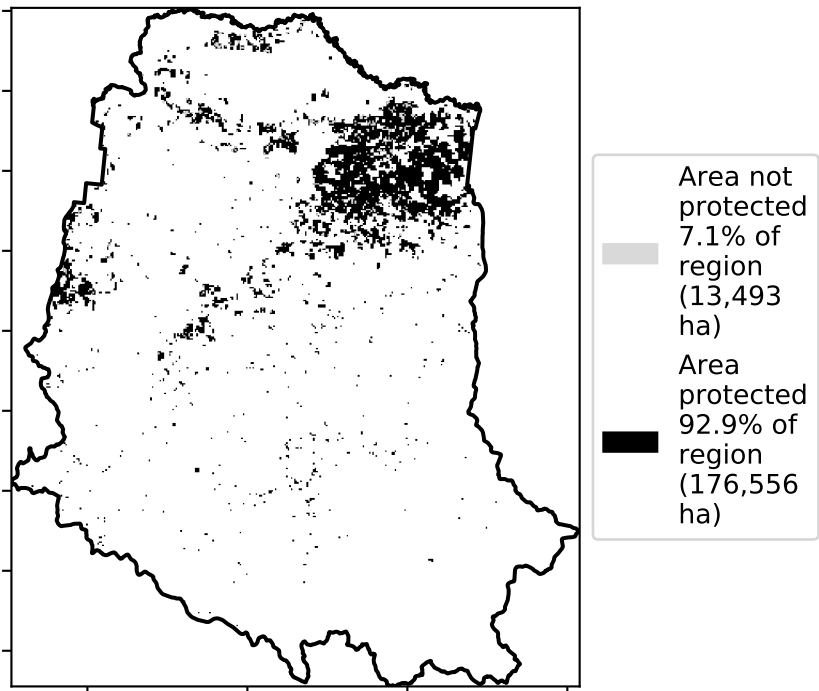 Area not
protected
7.1% of
region
(13,493
ha)
Area
protected
92.9% of
region
(176,556
ha)